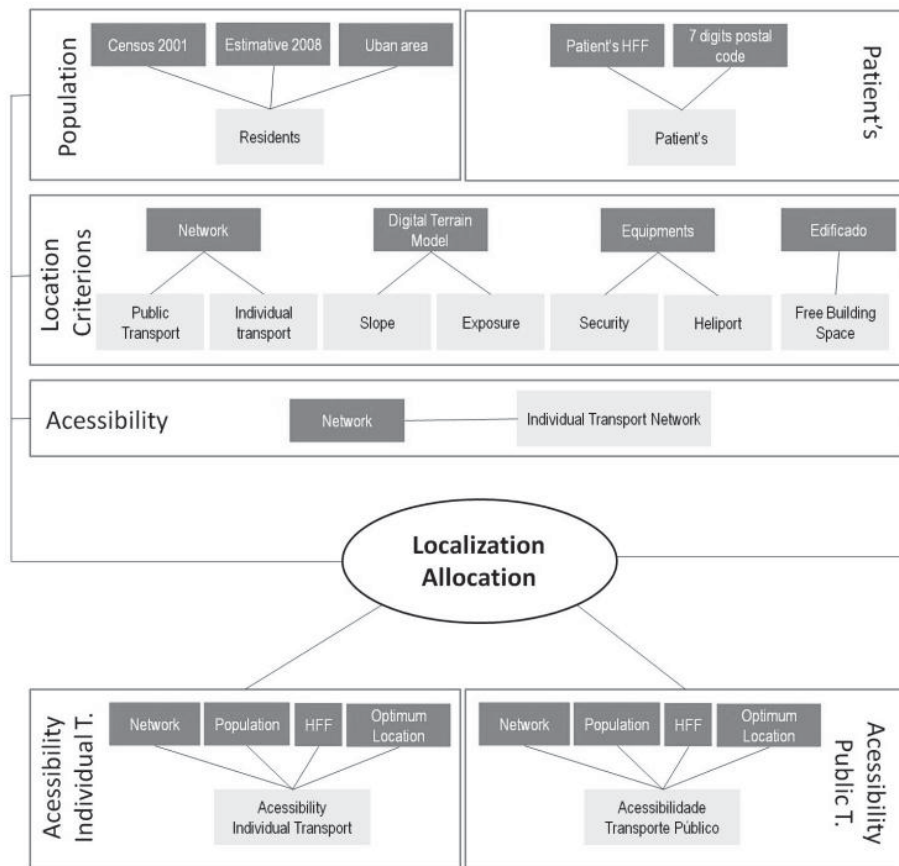 Population
Censos 2001
Estimative 2008
Uban area
Residents
Patient's HFF
7 digits postal
code
Patient's
Patient's
Location
Criterions
Network
Digital Terrain
Model
Equipments
Edificado
Public
Transport
Individual
transport
Slope
Exposure
Security
Heliport
Free Building
Space
Acessibility
Network
Individual Transport Network
Localization
Allocation
Acessibility
Individual T.
Network
Population
HFF
Optimum
Location
Acessibility
Individual Transport
Network
Population
HFF
Optimum
Location
Acessibilidade
Transporte Público
Acessibility
Public T.